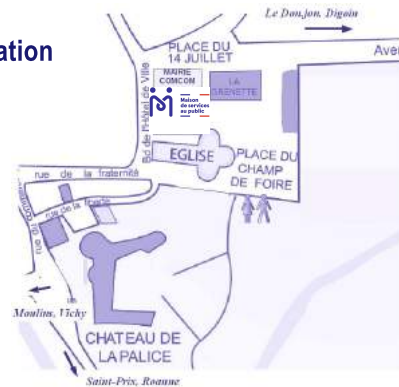 Le Donjon, Digoin
ation
PLACE DU
14 JUILLET
Aven
MAIRIE
COMCOM
LA
GRENETTE
Maison
de services
au public
Bd de l'Hôtel de Ville
EGLISE
PLACE DU
CHAMP
DE FOIRE
rue de la fraternité
rue de la liberté
rue du
Moulins, Vichy
CHATEAU DE
LA PALICE
Saint-Prix, Roanne